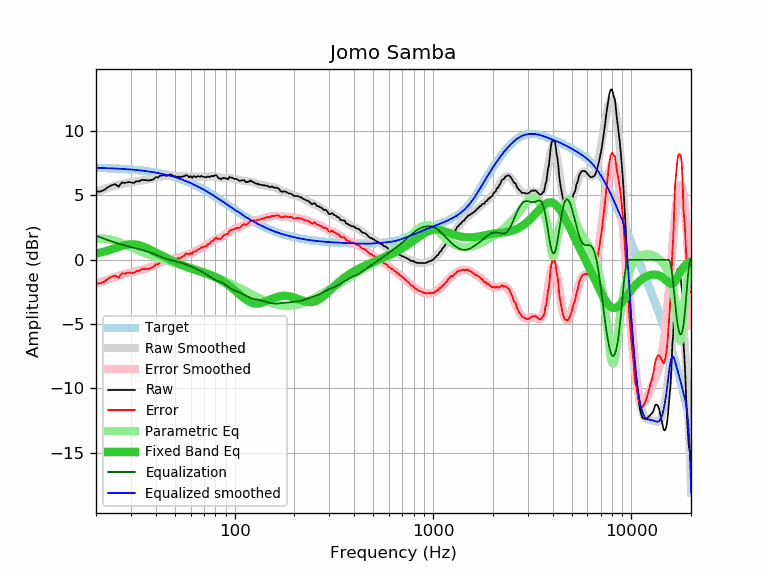 Jomo Samba
Amplitude (dBr)
10
5
0
−5
−10
−15
Target
Raw Smoothed
Error Smoothed
Raw
Error
Parametric Eq
Fixed Band Eq
Equalization
Equalized smoothed
100
1000
10000
Frequency (Hz)